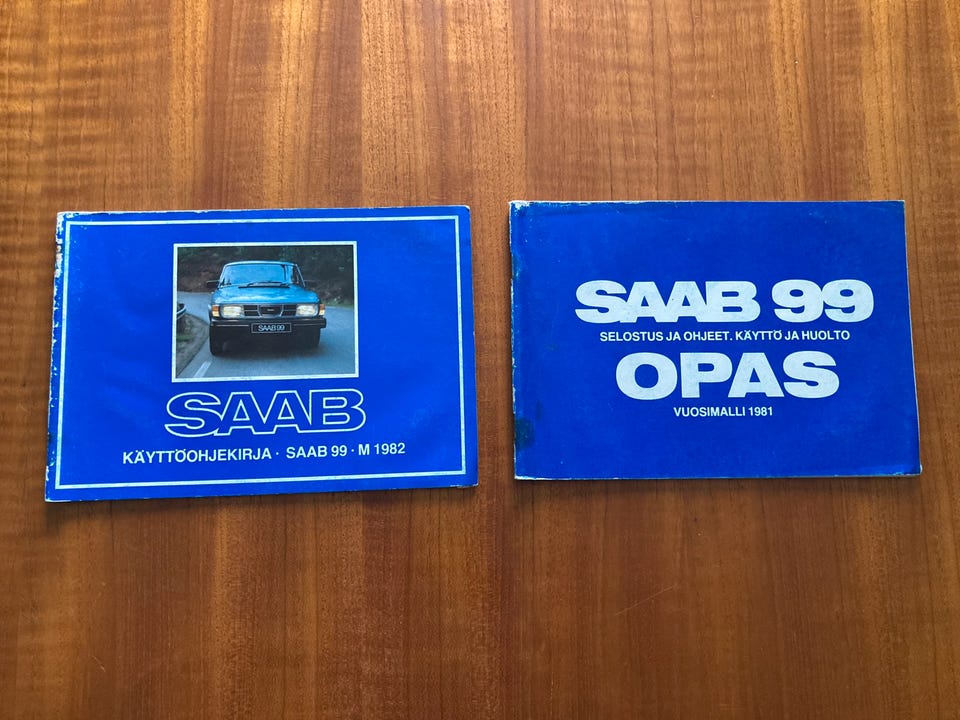 SAAB 99
SAAB
KÄYTTÖOHJEKIRJA · SAAB 99 · M 1982
SAAB 99
SELOSTUS JA OHJEET. KÄYTTÖ JA HUOLTO
OPAS
VUOSIMALLI 1981